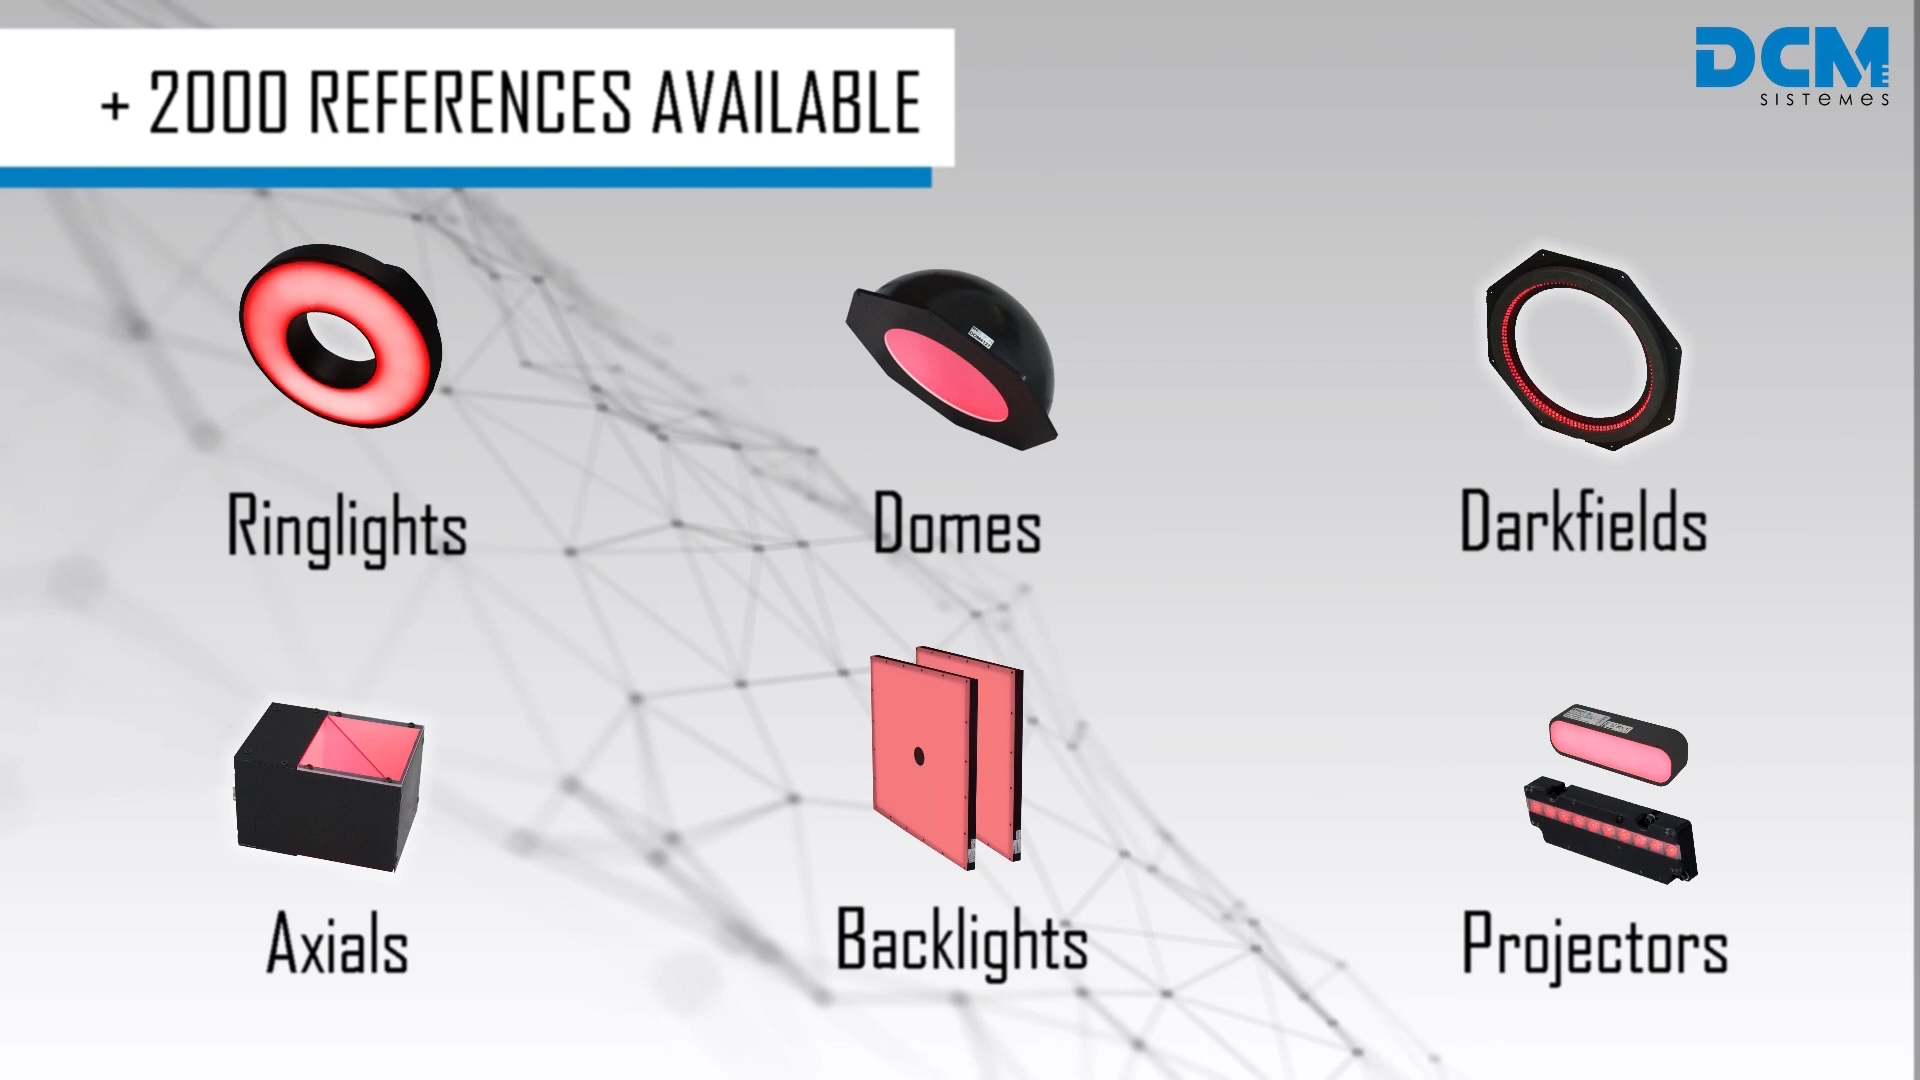 + 2000 REFERENCES AVAILABLE
DCM
SISTEMES
Ringlights
Domes
Darkfields
Axials
Backlights
Projectors